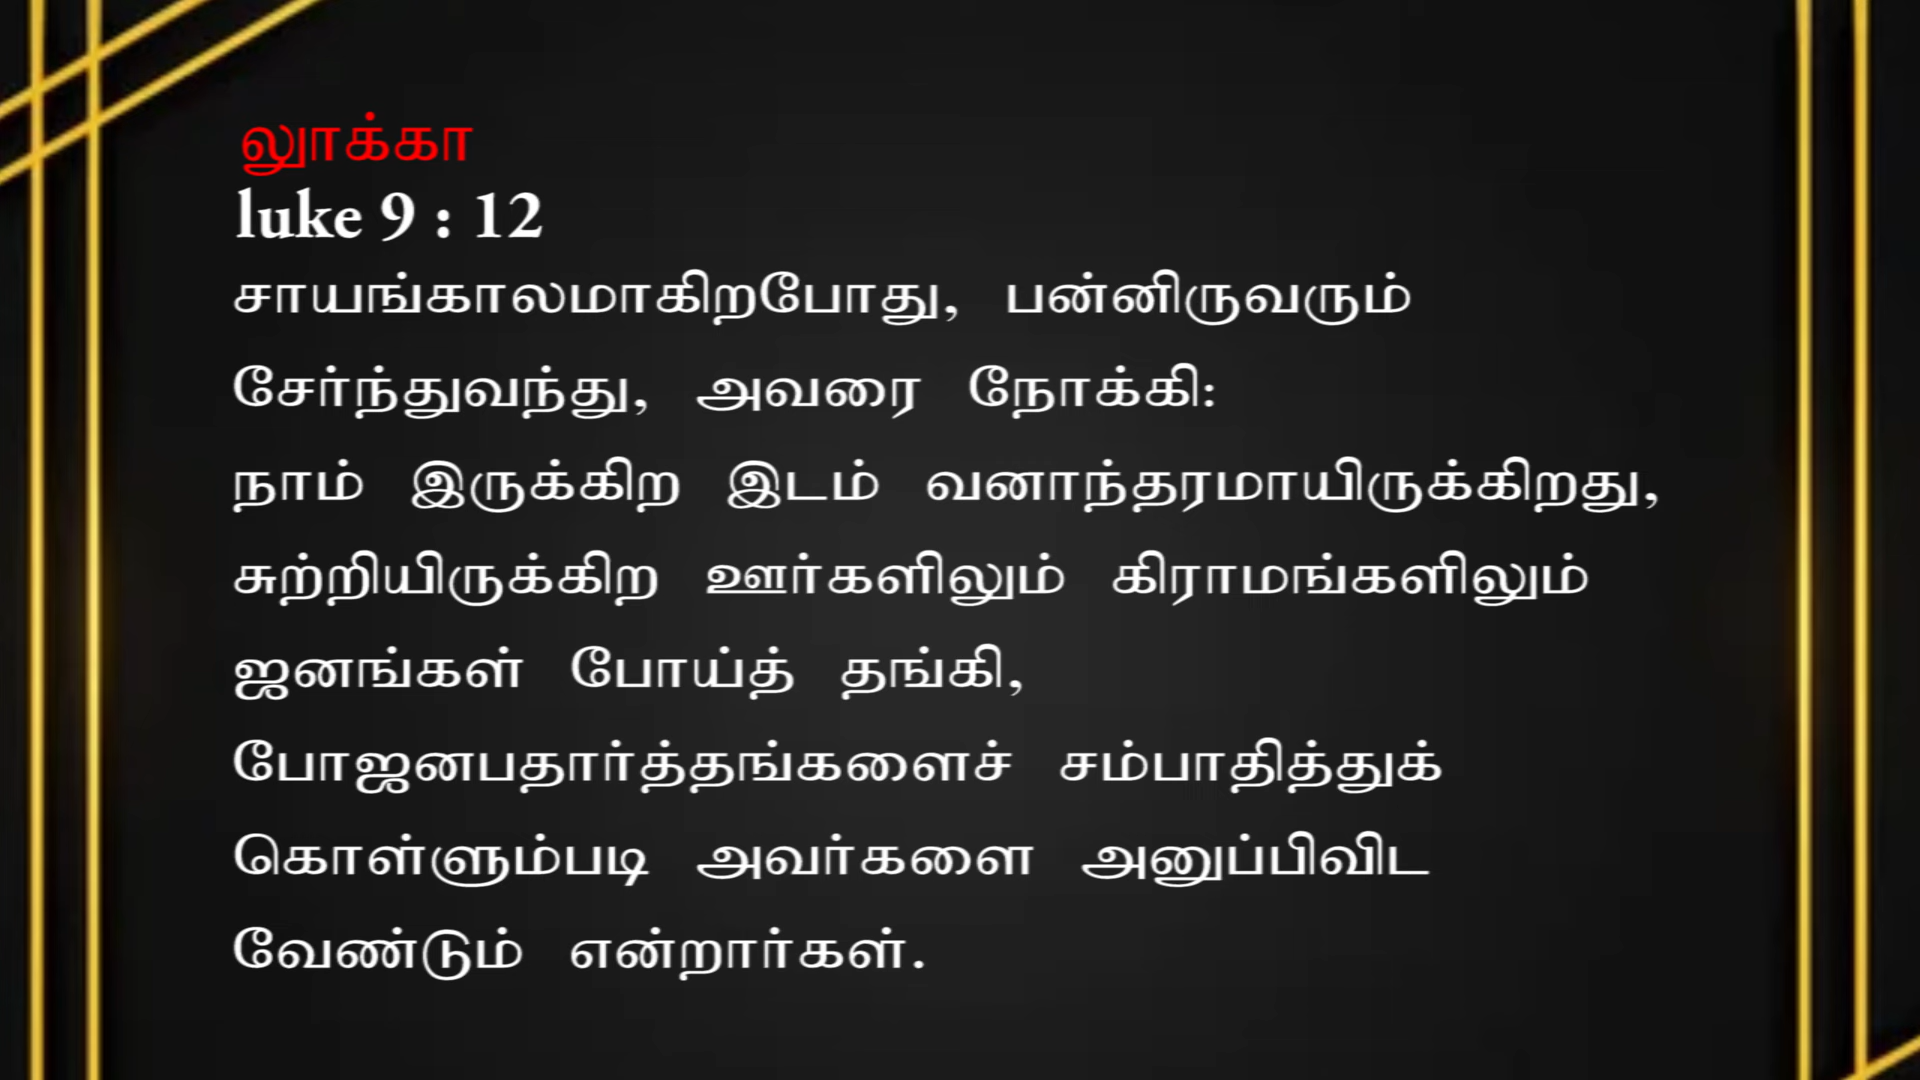 லூக்கா
luke 9 : 12
சாயங்காலமாகிறபோது, பன்னிருவரும்
சேர்ந்துவந்து, அவரை நோக்கி:
நாம் இருக்கிற இடம் வனாந்தரமாயிருக்கிறது,
சுற்றியிருக்கிற ஊர்களிலும் கிராமங்களிலும்
ஜனங்கள் போய்த் தங்கி,
போஜனபதார்த்தங்களைச் சம்பாதித்துக்
கொள்ளும்படி அவர்களை அனுப்பிவிட
வேண்டும் என்றார்கள்.